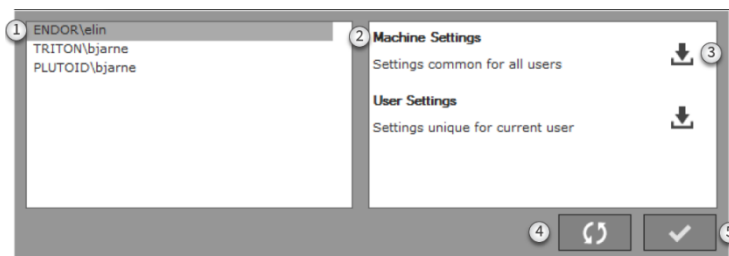 1 ENDOR\elin
TRITON\bjarne
PLUTOID\bjarne
2 Machine Settings
Settings common for all users
3
User Settings
Settings unique for current user
4
5